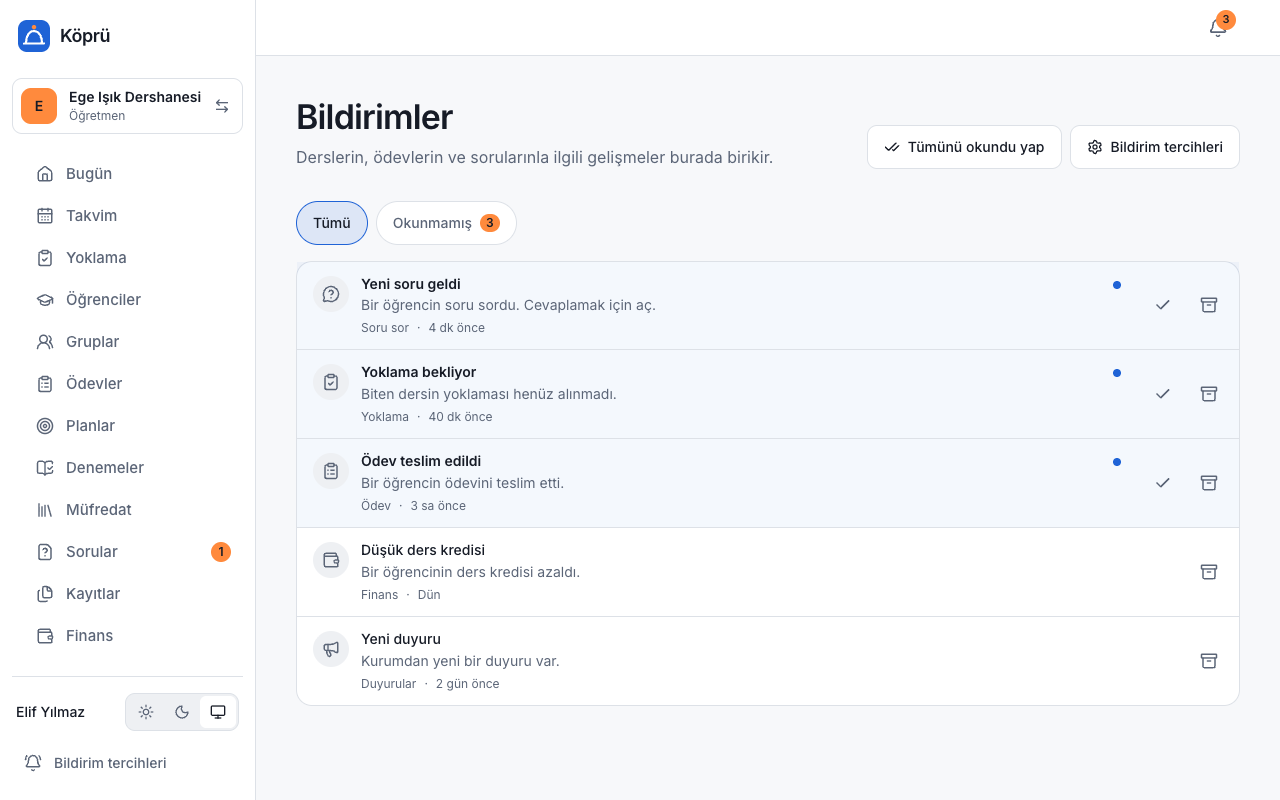 Köprü
3
E
Ege Işık Dershanesi
Öğretmen
Bugün
Takvim
Yoklama
Öğrenciler
Gruplar
Ödevler
Planlar
Denemeler
Müfredat
Sorular 1
Kayıtlar
Finans
Elif Yılmaz
Bildirim tercihleri
Bildirimler
Derslerin, ödevlerin ve sorularınla ilgili gelişmeler burada birikir.
Tümünü okundu yap
Bildirim tercihleri
Tümü
Okunmamış 3
Yeni soru geldi
Bir öğrencin soru sordu. Cevaplamak için aç.
Soru sor · 4 dk önce
Yoklama bekliyor
Biten dersin yoklaması henüz alınmadı.
Yoklama · 40 dk önce
Ödev teslim edildi
Bir öğrencin ödevini teslim etti.
Ödev · 3 sa önce
Düşük ders kredisi
Bir öğrencinin ders kredisi azaldı.
Finans · Dün
Yeni duyuru
Kurumdan yeni bir duyuru var.
Duyurular · 2 gün önce